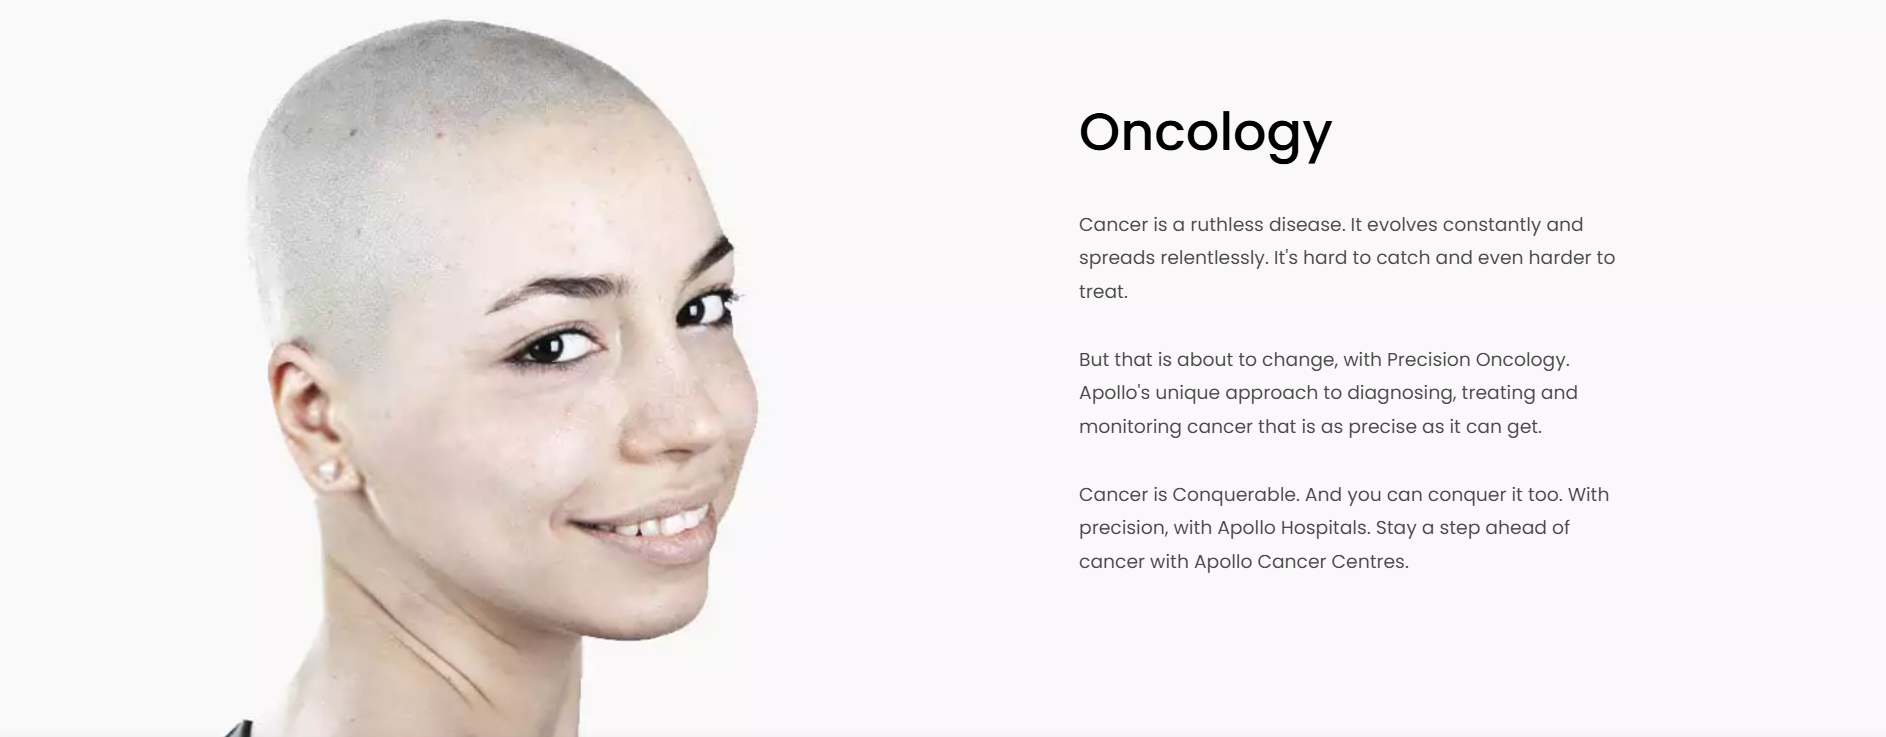 Oncology
Cancer is a ruthless disease. It evolves constantly and
spreads relentlessly. It's hard to catch and even harder to
treat.
But that is about to change, with Precision Oncology.
Apollo's unique approach to diagnosing, treating and
monitoring cancer that is as precise as it can get.
Cancer is Conquerable. And you can conquer it too. With
precision, with Apollo Hospitals. Stay a step ahead of
cancer with Apollo Cancer Centres.